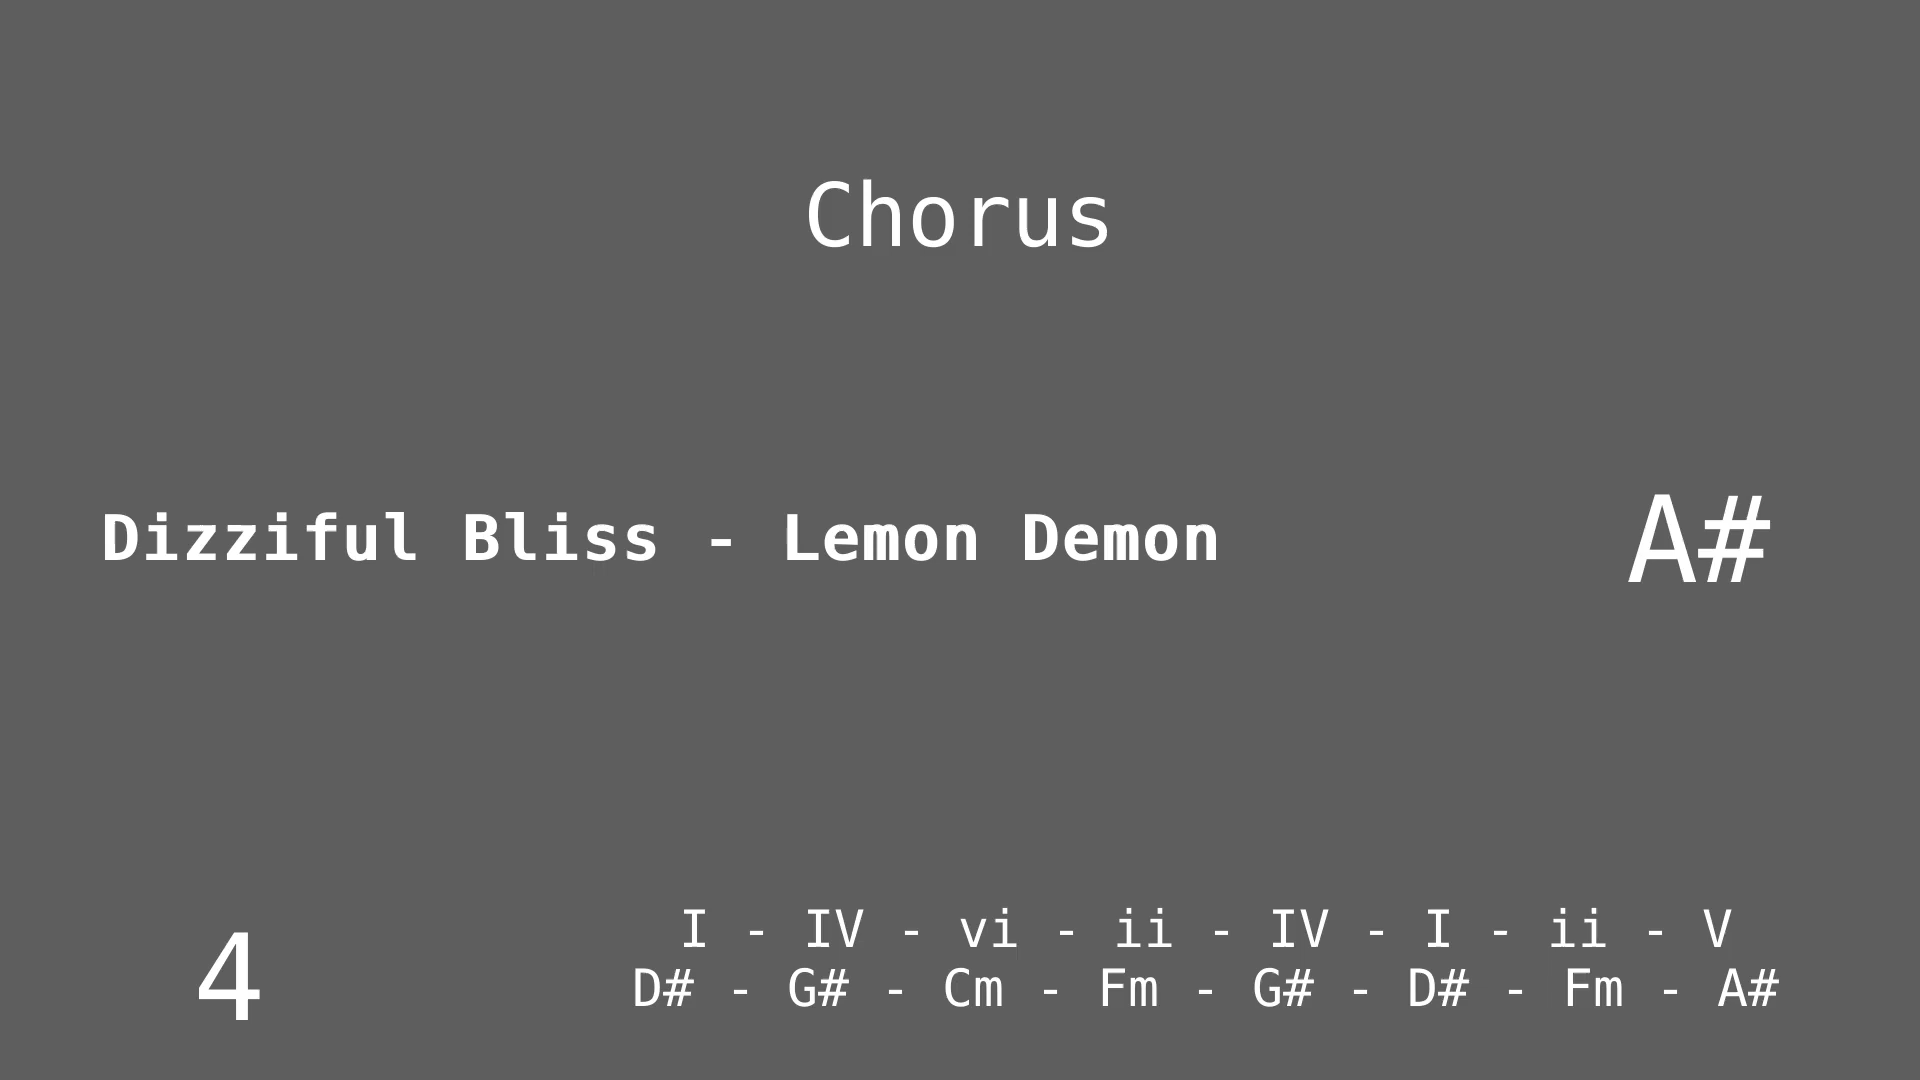 Chorus
Dizziful Bliss - Lemon Demon
A#
4
I - IV - vi - ii - IV - I - ii - V
D# - G# - Cm - Fm - G# - D# - Fm - A#